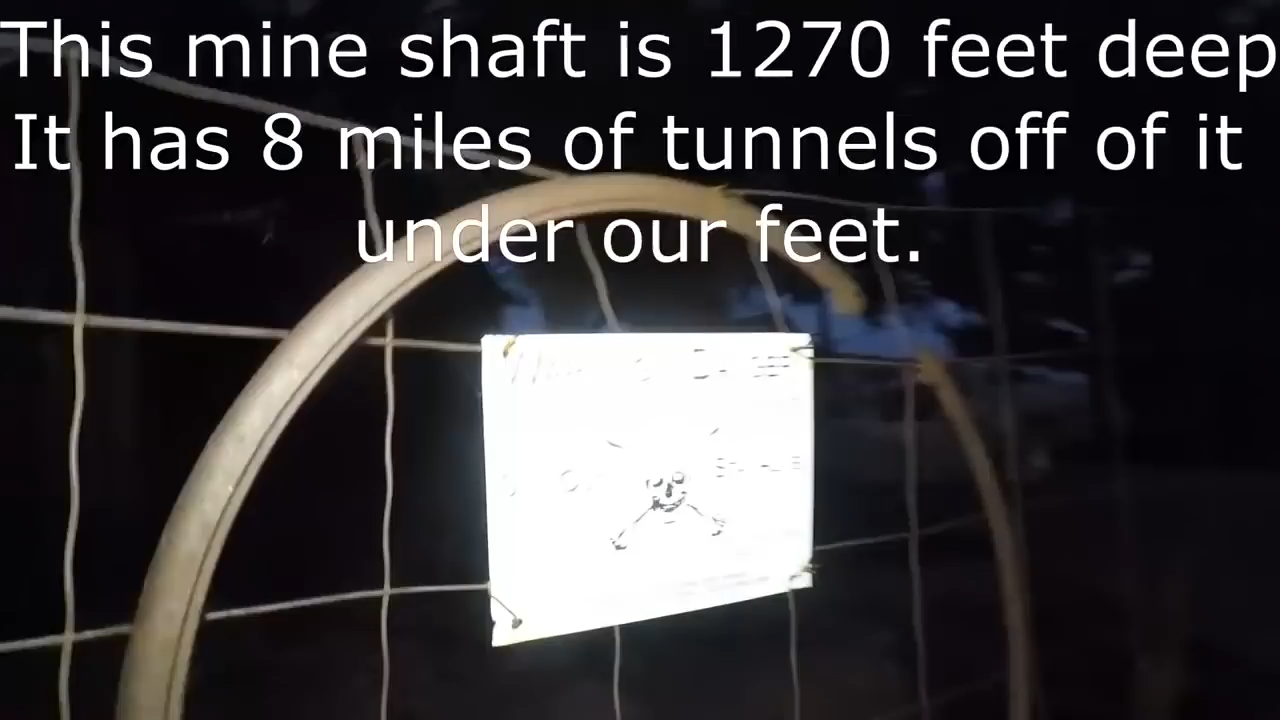 This mine shaft is 1270 feet deep
It has 8 miles of tunnels off of it
under our feet.